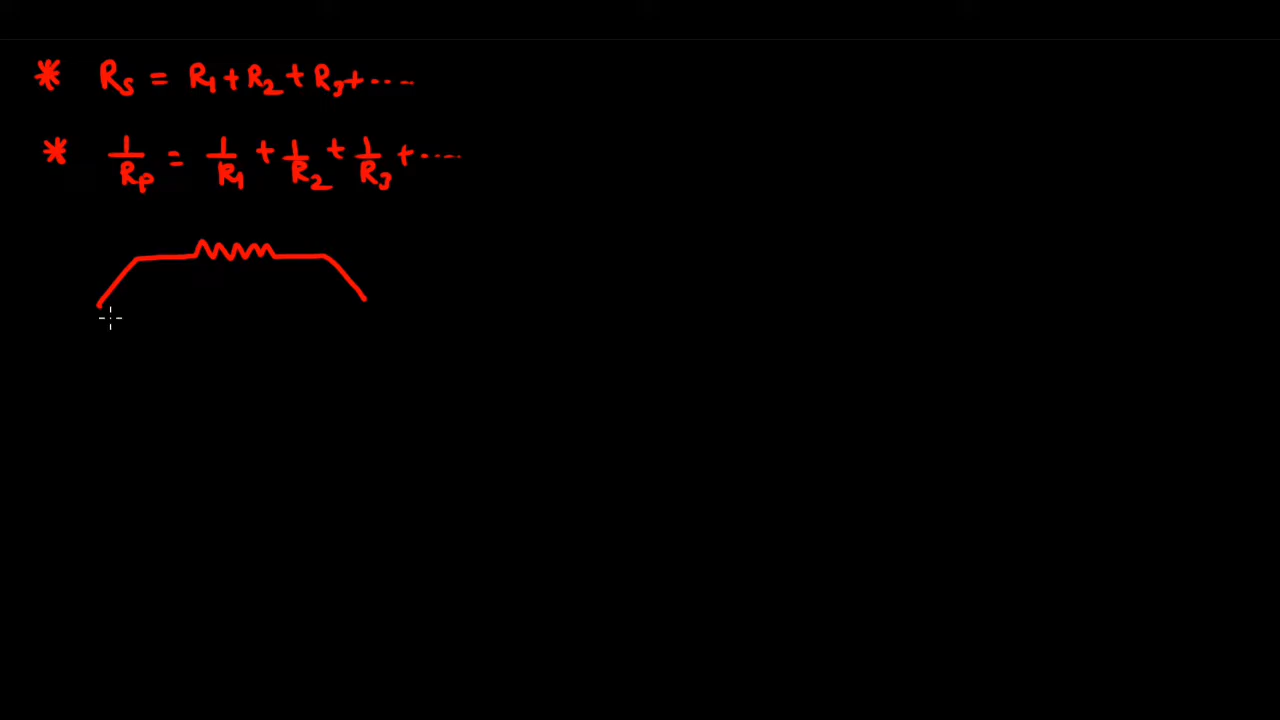 * Rs = R1 + R2 + R3 + ....
* 1/Rp = 1/R1 + 1/R2 + 1/R3 + ....